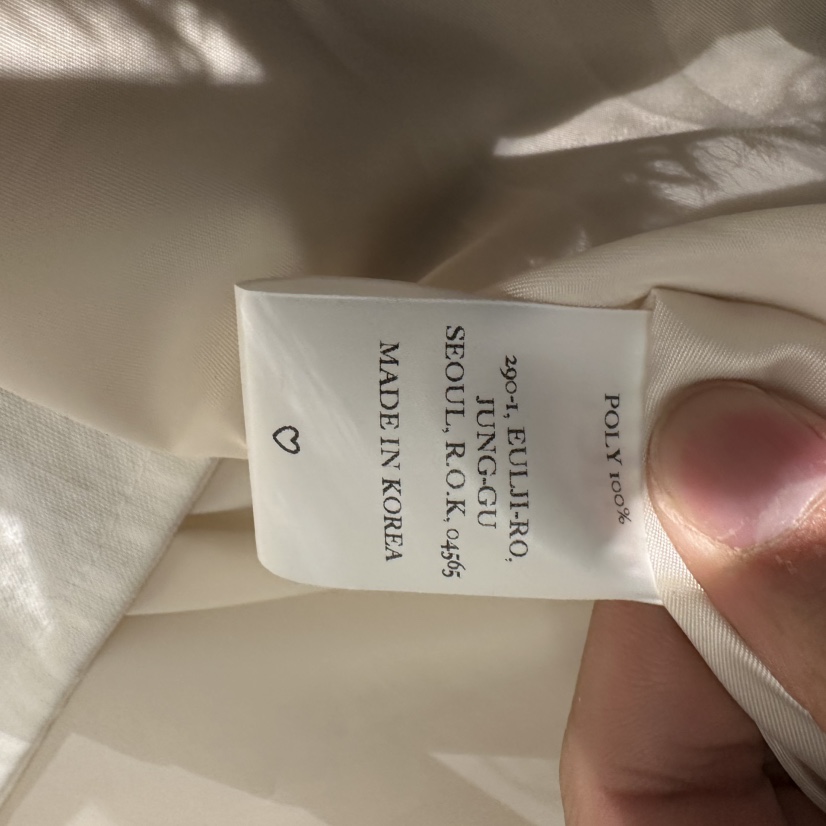 POLY 100%
290-1, EULJI-RO,
JUNG-GU
SEOUL, R.O.K, 04565
MADE IN KOREA